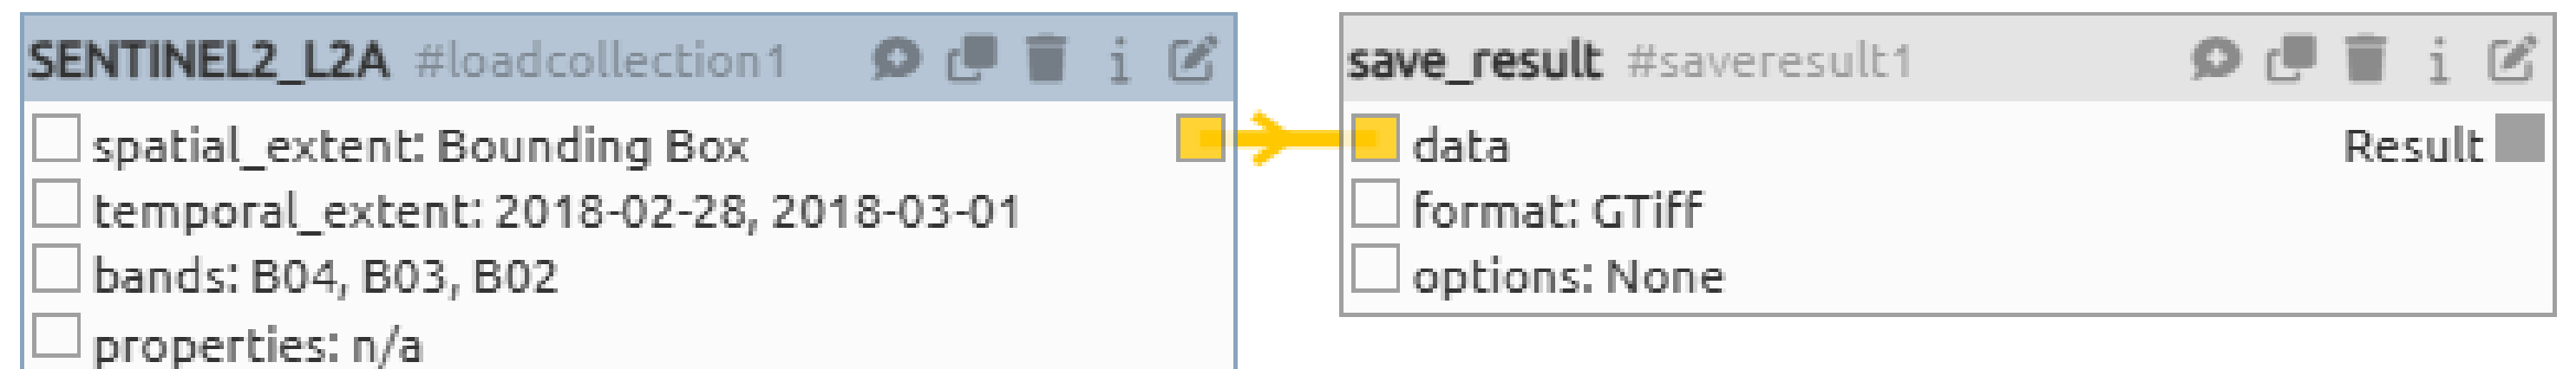 SENTINEL2_L2A #loadcollection1
spatial_extent: Bounding Box
temporal_extent: 2018-02-28, 2018-03-01
bands: B04, B03, B02
properties: n/a
save_result #saveresult1
data Result
format: GTiff
options: None